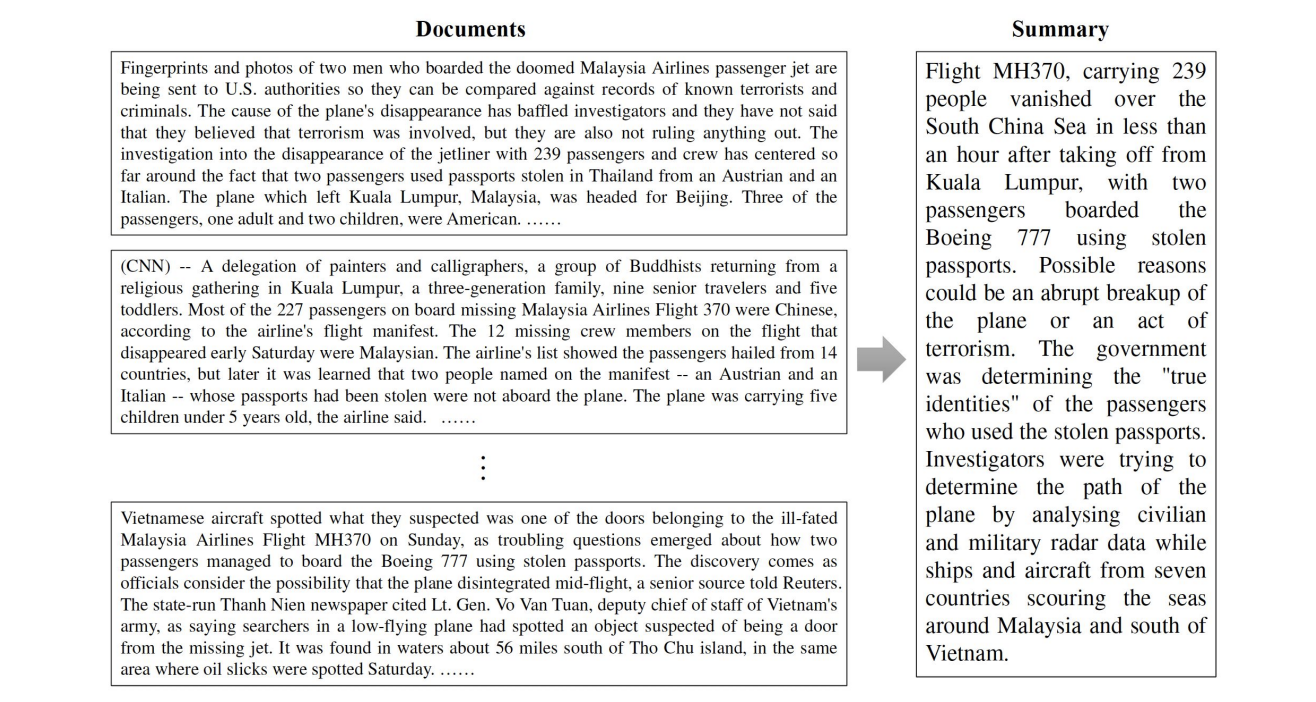 Documents
Fingerprints and photos of two men who boarded the doomed Malaysia Airlines passenger jet are
being sent to U.S. authorities so they can be compared against records of known terrorists and
criminals. The cause of the plane's disappearance has baffled investigators and they have not said
that they believed that terrorism was involved, but they are also not ruling anything out. The
investigation into the disappearance of the jetliner with 239 passengers and crew has centered so
far around the fact that two passengers used passports stolen in Thailand from an Austrian and an
Italian. The plane which left Kuala Lumpur, Malaysia, was headed for Beijing. Three of the
passengers, one adult and two children, were American. ……
(CNN) -- A delegation of painters and calligraphers, a group of Buddhists returning from a
religious gathering in Kuala Lumpur, a three-generation family, nine senior travelers and five
toddlers. Most of the 227 passengers on board missing Malaysia Airlines Flight 370 were Chinese,
according to the airline's flight manifest. The 12 missing crew members on the flight that
disappeared early Saturday were Malaysian. The airline's list showed the passengers hailed from 14
countries, but later it was learned that two people named on the manifest -- an Austrian and an
Italian -- whose passports had been stolen were not aboard the plane. The plane was carrying five
children under 5 years old, the airline said. ……
⋮
Vietnamese aircraft spotted what they suspected was one of the doors belonging to the ill-fated
Malaysia Airlines Flight MH370 on Sunday, as troubling questions emerged about how two
passengers managed to board the Boeing 777 using stolen passports. The discovery comes as
officials consider the possibility that the plane disintegrated mid-flight, a senior source told Reuters.
The state-run Thanh Nien newspaper cited Lt. Gen. Vo Van Tuan, deputy chief of staff of Vietnam's
army, as saying searchers in a low-flying plane had spotted an object suspected of being a door
from the missing jet. It was found in waters about 56 miles south of Tho Chu island, in the same
area where oil slicks were spotted Saturday. ……
Summary
Flight MH370, carrying 239
people vanished over the
South China Sea in less than
an hour after taking off from
Kuala Lumpur, with two
passengers boarded the
Boeing 777 using stolen
passports. Possible reasons
could be an abrupt breakup of
the plane or an act of
terrorism. The government
was determining the "true
identities" of the passengers
who used the stolen passports.
Investigators were trying to
determine the path of the
plane by analysing civilian
and military radar data while
ships and aircraft from seven
countries scouring the seas
around Malaysia and south of
Vietnam.